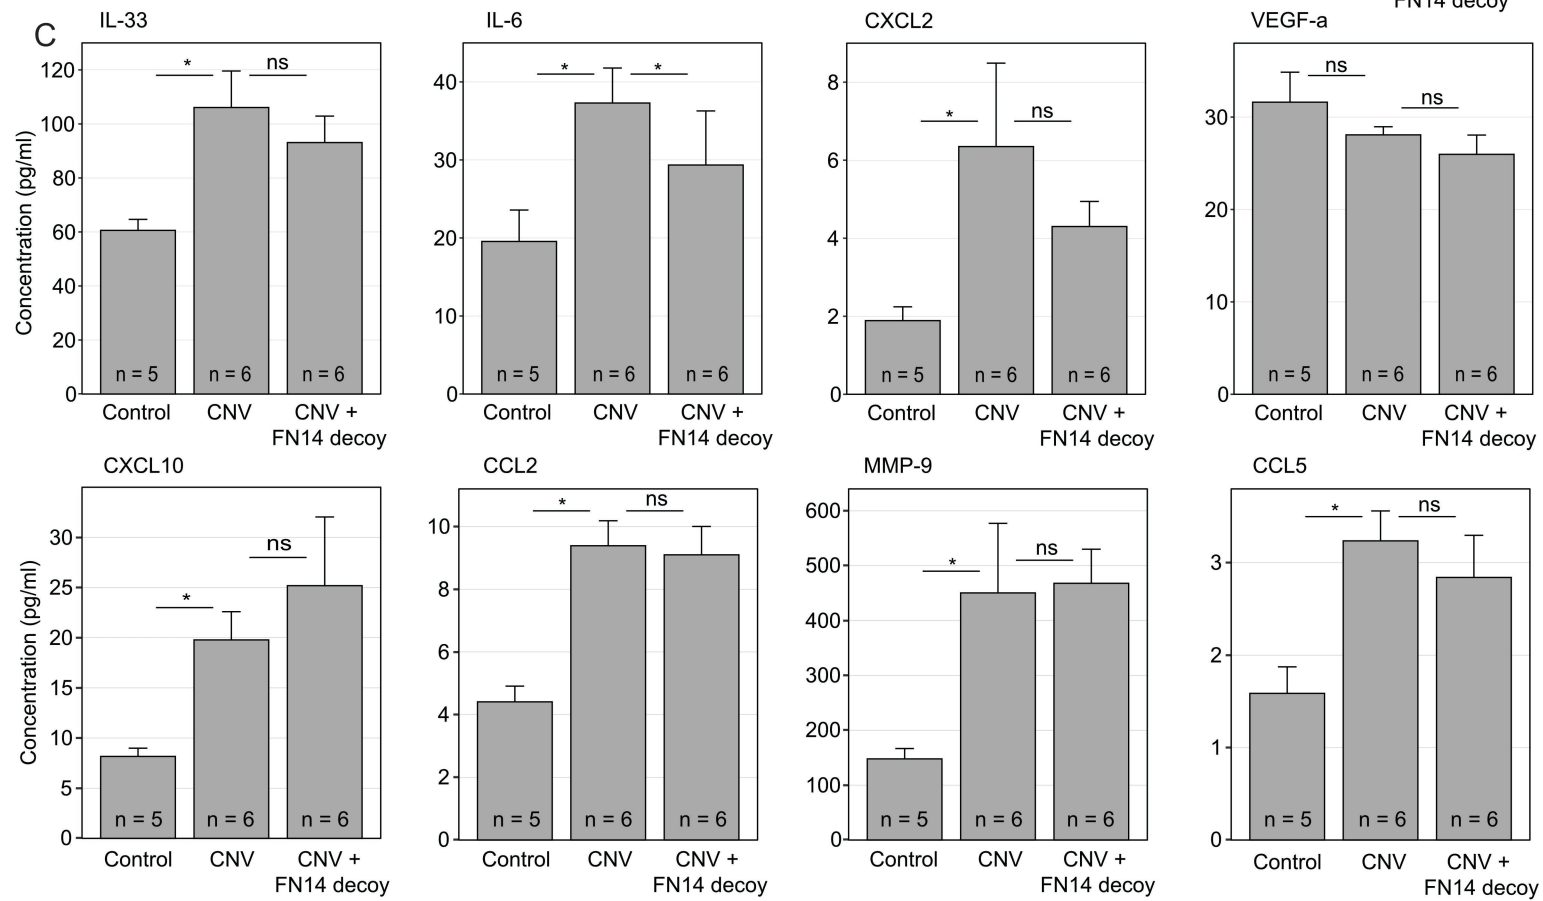 FN14 decoy
C
IL-33
IL-6
CXCL2
VEGF-a
Concentration (pg/ml)
120
100
80
60
40
20
0
* ns
n = 5 n = 6 n = 6
Control CNV CNV +
FN14 decoy
40
30
20
10
0
* *
n = 5 n = 6 n = 6
Control CNV CNV +
FN14 decoy
8
6
4
2
0
* ns
n = 5 n = 6 n = 6
Control CNV CNV +
FN14 decoy
30
20
10
0
ns
ns
n = 5 n = 6 n = 6
Control CNV CNV +
FN14 decoy
CXCL10
CCL2
MMP-9
CCL5
Concentration (pg/ml)
30
25
20
15
10
5
0
ns
*
n = 5 n = 6 n = 6
Control CNV CNV +
FN14 decoy
10
8
6
4
2
0
* ns
n = 5 n = 6 n = 6
Control CNV CNV +
FN14 decoy
600
500
400
300
200
100
0
ns
*
n = 5 n = 6 n = 6
Control CNV CNV +
FN14 decoy
3
2
1
0
* ns
n = 5 n = 6 n = 6
Control CNV CNV +
FN14 decoy